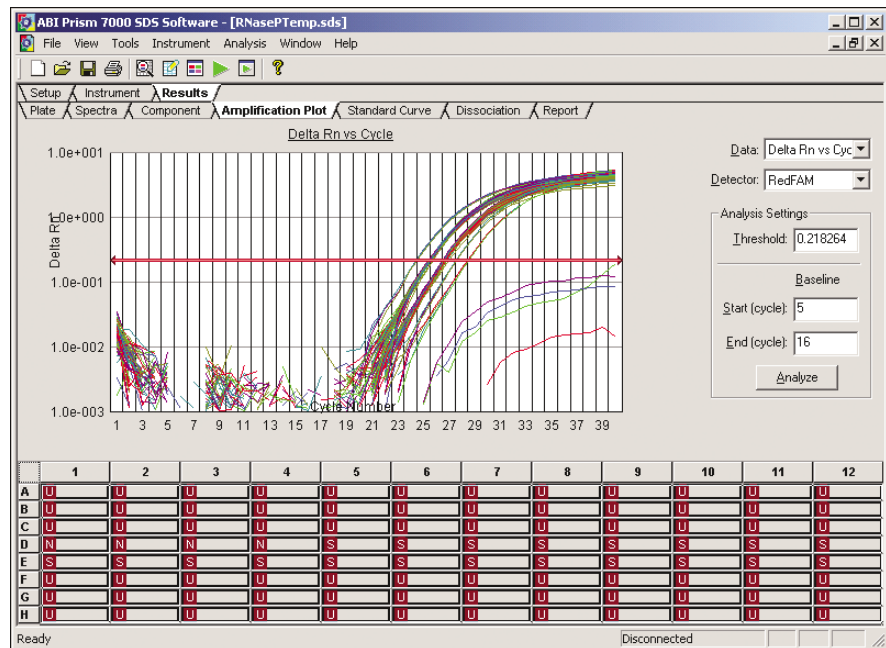 ABI Prism 7000 SDS Software - [RNasePTemp.sds]
File View Tools Instrument Analysis Window Help
Setup Instrument Results
Plate Spectra Component Amplification Plot Standard Curve Dissociation Report
Delta Rn vs Cycle
Data: Delta Rn vs Cyc
Detector: RedFAM
Analysis Settings
Threshold: 0.218264
Baseline
Start (cycle): 5
End (cycle): 16
Analyze
Delta Rn
1.0e+001
1.0e+000
1.0e-001
1.0e-002
1.0e-003
Cycle Number
1 3 5 7 9 11 13 15 17 19 21 23 25 27 29 31 33 35 37 39
1 2 3 4 5 6 7 8 9 10 11 12
A U U U U U U U U U U U U
B U U U U U U U U U U U U
C U U U U U U U U U U U U
D N N N N S S S S S S S S
E S S S S S S S S S S S S
F U U U U U U U U U U U U
G U U U U U U U U U U U U
H U U U U U U U U U U U U
Ready Disconnected